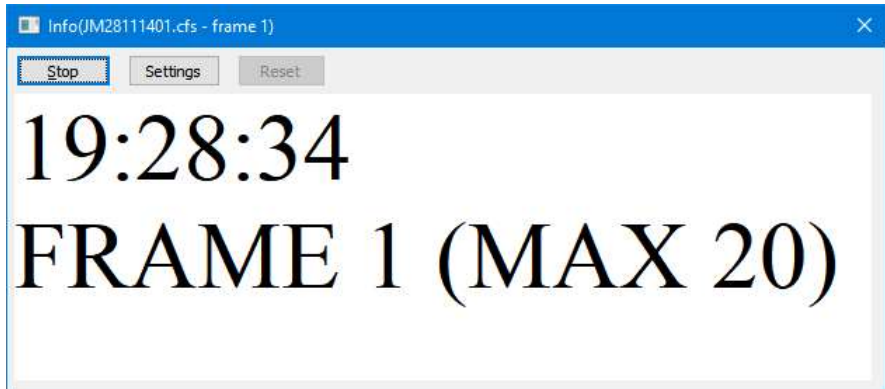 Info(JM28111401.cfs - frame 1)
Stop Settings Reset
19:28:34
FRAME 1 (MAX 20)